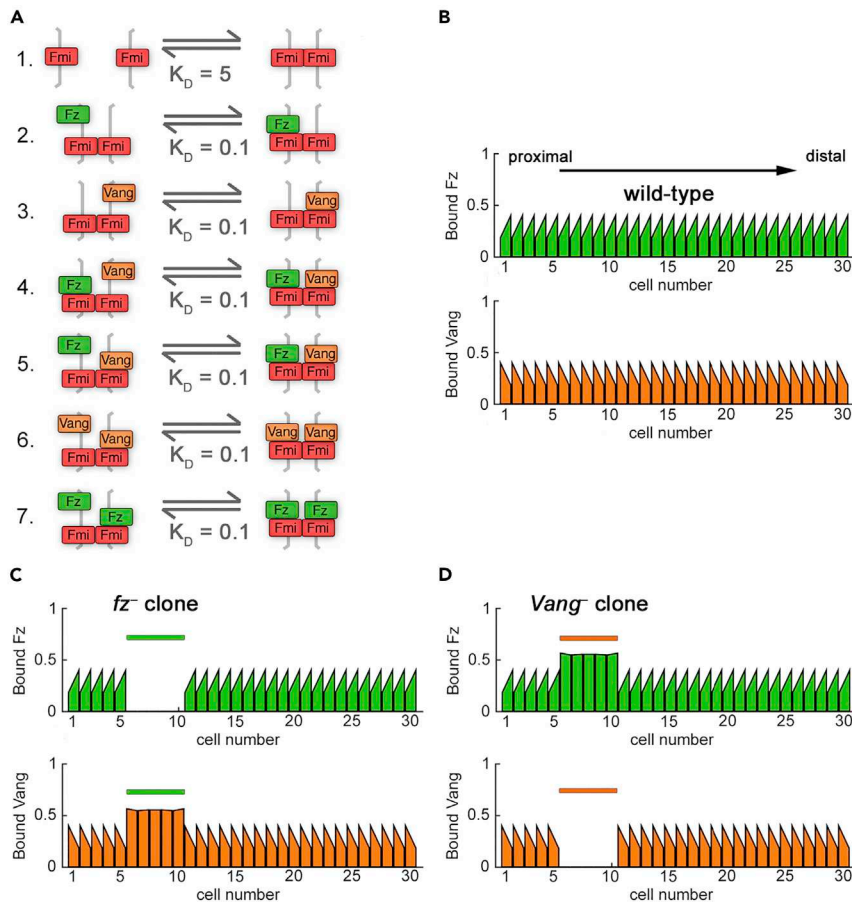 A
1. Fmi Fmi K_D = 5 Fmi Fmi
2. Fz Fmi Fmi K_D = 0.1 Fz Fmi Fmi
3. Vang Fmi Fmi K_D = 0.1 Vang Fmi Fmi
4. Vang Fz Fmi Fmi K_D = 0.1 Fz Vang Fmi Fmi
5. Fz Vang Fmi Fmi K_D = 0.1 Fz Vang Fmi Fmi
6. Vang Vang Fmi Fmi K_D = 0.1 Vang Vang Fmi Fmi
7. Fz Fz Fmi Fmi K_D = 0.1 Fz Fz Fmi Fmi
B
proximal distal
wild-type
Bound Fz
1
0.5
0
1 5 10 15 20 25 30
cell number
Bound Vang
1
0.5
0
1 5 10 15 20 25 30
cell number
C
fz⁻ clone
Bound Fz
1
0.5
0
1 5 10 15 20 25 30
cell number
Bound Vang
1
0.5
0
1 5 10 15 20 25 30
cell number
D
Vang⁻ clone
Bound Fz
1
0.5
0
1 5 10 15 20 25 30
cell number
Bound Vang
1
0.5
0
1 5 10 15 20 25 30
cell number